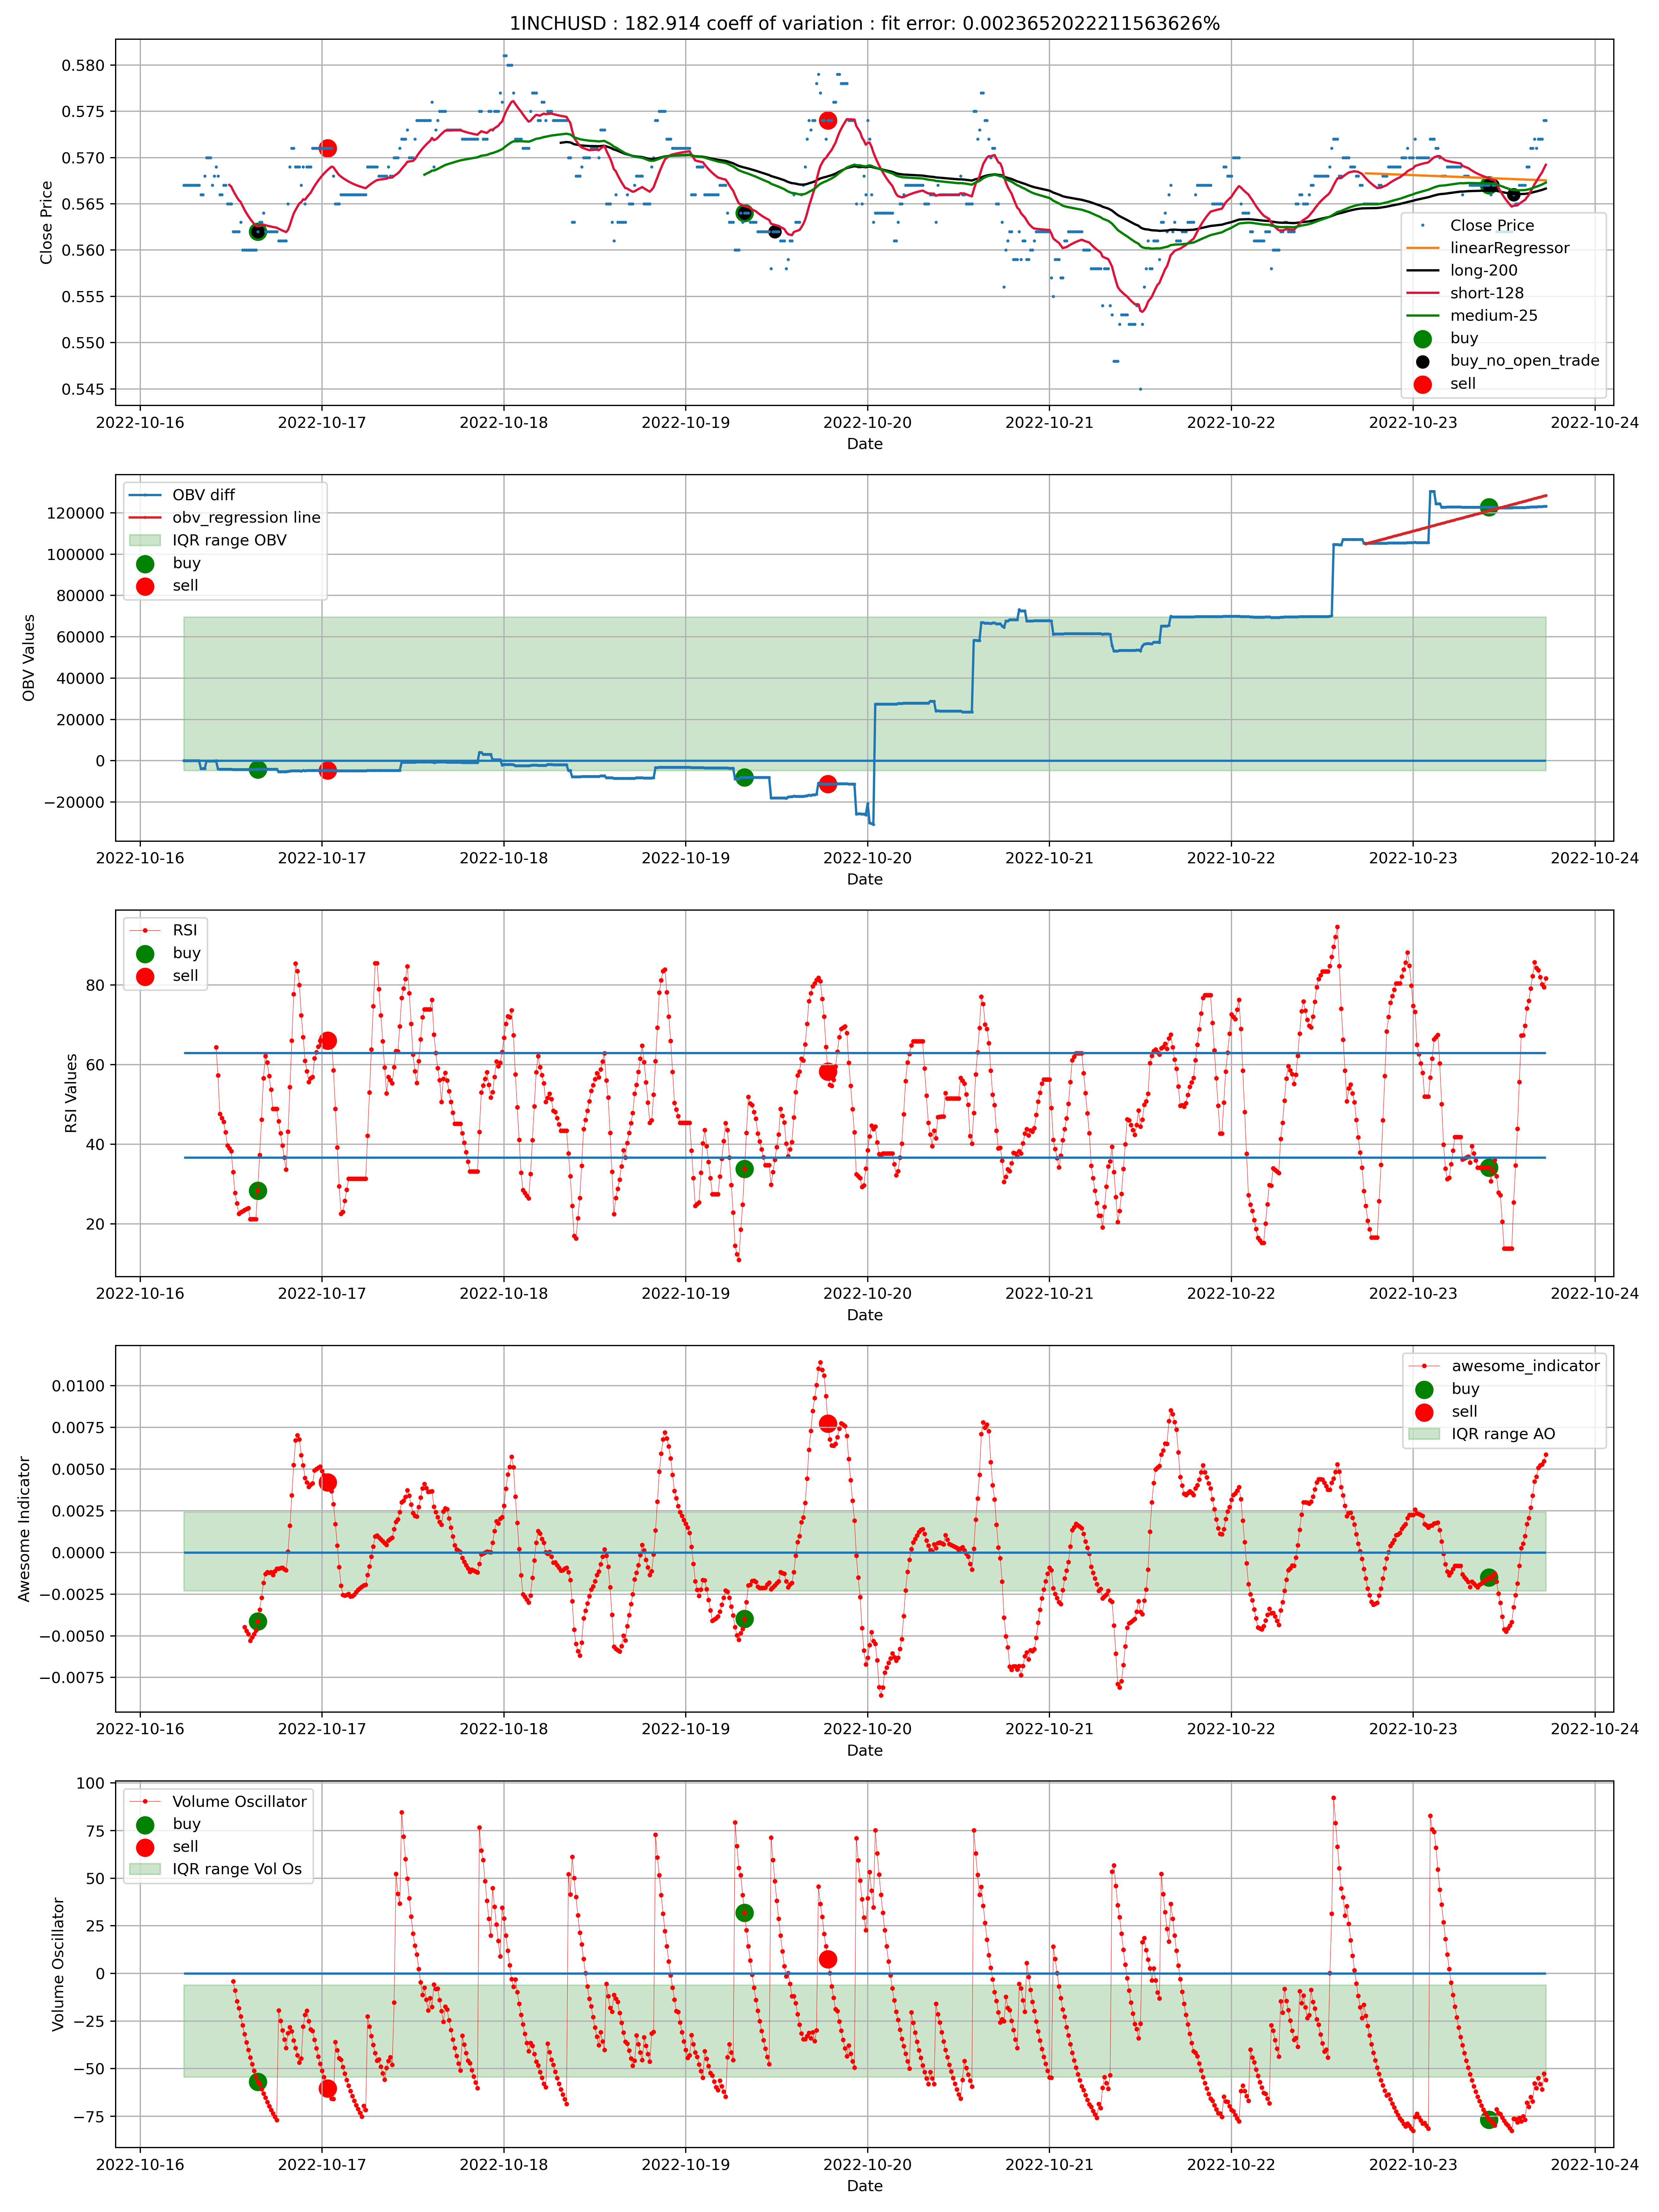 1INCHUSD : 182.914 coeff of variation : fit error: 0.0023652022211563626%
0.580
0.575
0.570
0.565
0.560
0.555
0.550
0.545
Close Price
Close Price
linearRegressor
long-200
short-128
medium-25
buy
buy_no_open_trade
sell
2022-10-16 2022-10-17 2022-10-18 2022-10-19 2022-10-20 2022-10-21 2022-10-22 2022-10-23 2022-10-24
Date
OBV diff
obv_regression line
IQR range OBV
buy
sell
120000
100000
80000
60000
40000
20000
0
−20000
OBV Values
2022-10-16 2022-10-17 2022-10-18 2022-10-19 2022-10-20 2022-10-21 2022-10-22 2022-10-23 2022-10-24
Date
RSI
buy
sell
80
60
40
20
RSI Values
2022-10-16 2022-10-17 2022-10-18 2022-10-19 2022-10-20 2022-10-21 2022-10-22 2022-10-23 2022-10-24
Date
awesome_indicator
buy
sell
IQR range AO
0.0100
0.0075
0.0050
0.0025
0.0000
−0.0025
−0.0050
−0.0075
Awesome Indicator
2022-10-16 2022-10-17 2022-10-18 2022-10-19 2022-10-20 2022-10-21 2022-10-22 2022-10-23 2022-10-24
Date
Volume Oscillator
buy
sell
IQR range Vol Os
100
75
50
25
0
−25
−50
−75
Volume Oscillator
2022-10-16 2022-10-17 2022-10-18 2022-10-19 2022-10-20 2022-10-21 2022-10-22 2022-10-23 2022-10-24
Date